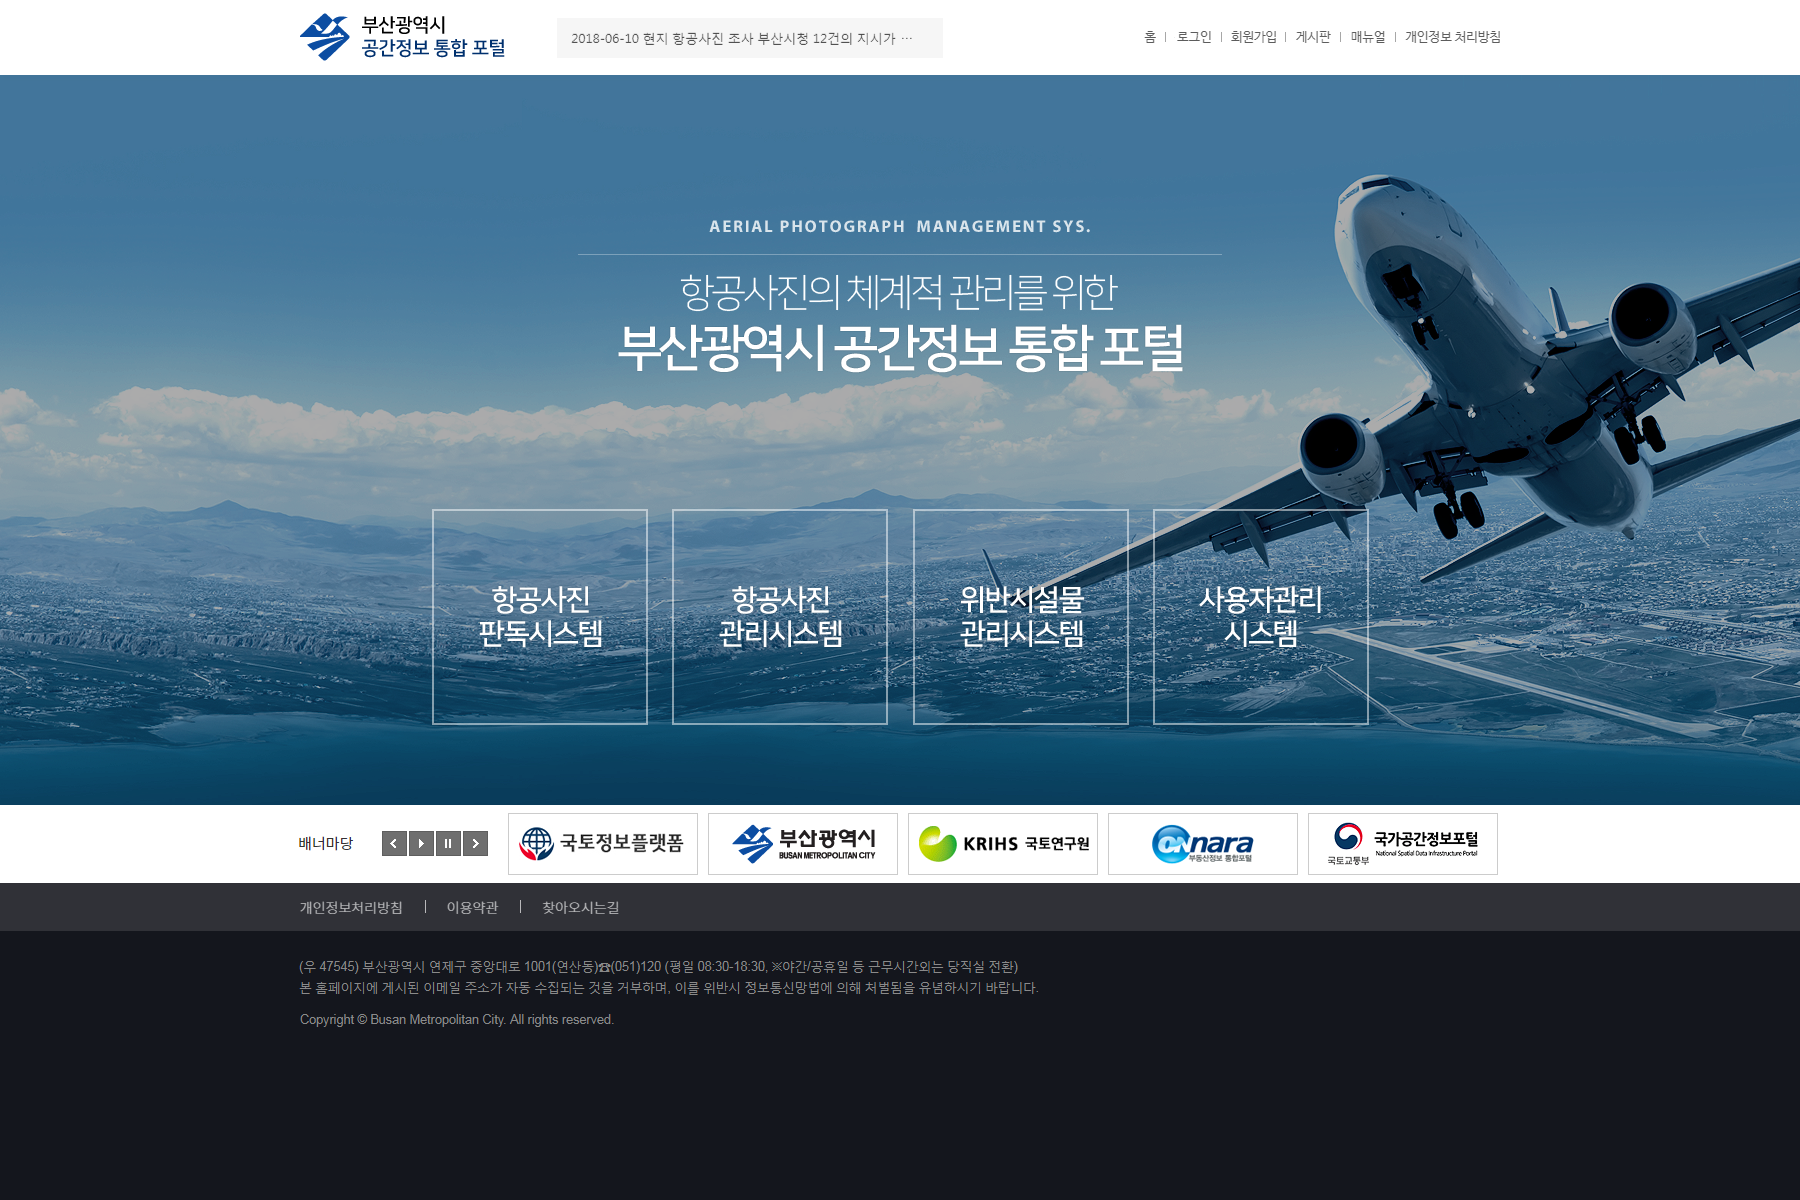 부산광역시
공간정보 통합 포털
2018-06-10 현지 항공사진 조사 부산시청 12건의 지시가 ···
홈 | 로그인 | 회원가입 | 게시판 | 매뉴얼 | 개인정보 처리방침
AERIAL PHOTOGRAPH MANAGEMENT SYS.
항공사진의 체계적 관리를 위한
부산광역시 공간정보 통합 포털
항공사진
판독시스템
항공사진
관리시스템
위반시설물
관리시스템
사용자관리
시스템
배너마당
국토정보플랫폼
부산광역시
BUSAN METROPOLITAN CITY
KRIHS 국토연구원
ONnara
부동산정보 통합포털
국토교통부
국가공간정보포털
National Spatial Data Infrastructure Portal
개인정보처리방침 | 이용약관 | 찾아오시는길
(우 47545) 부산광역시 연제구 중앙대로 1001(연산동)☎(051)120 (평일 08:30-18:30, ※야간/공휴일 등 근무시간외는 당직실 전환)
본 홈페이지에 게시된 이메일 주소가 자동 수집되는 것을 거부하며, 이를 위반시 정보통신망법에 의해 처벌됨을 유념하시기 바랍니다.
Copyright © Busan Metropolitan City. All rights reserved.